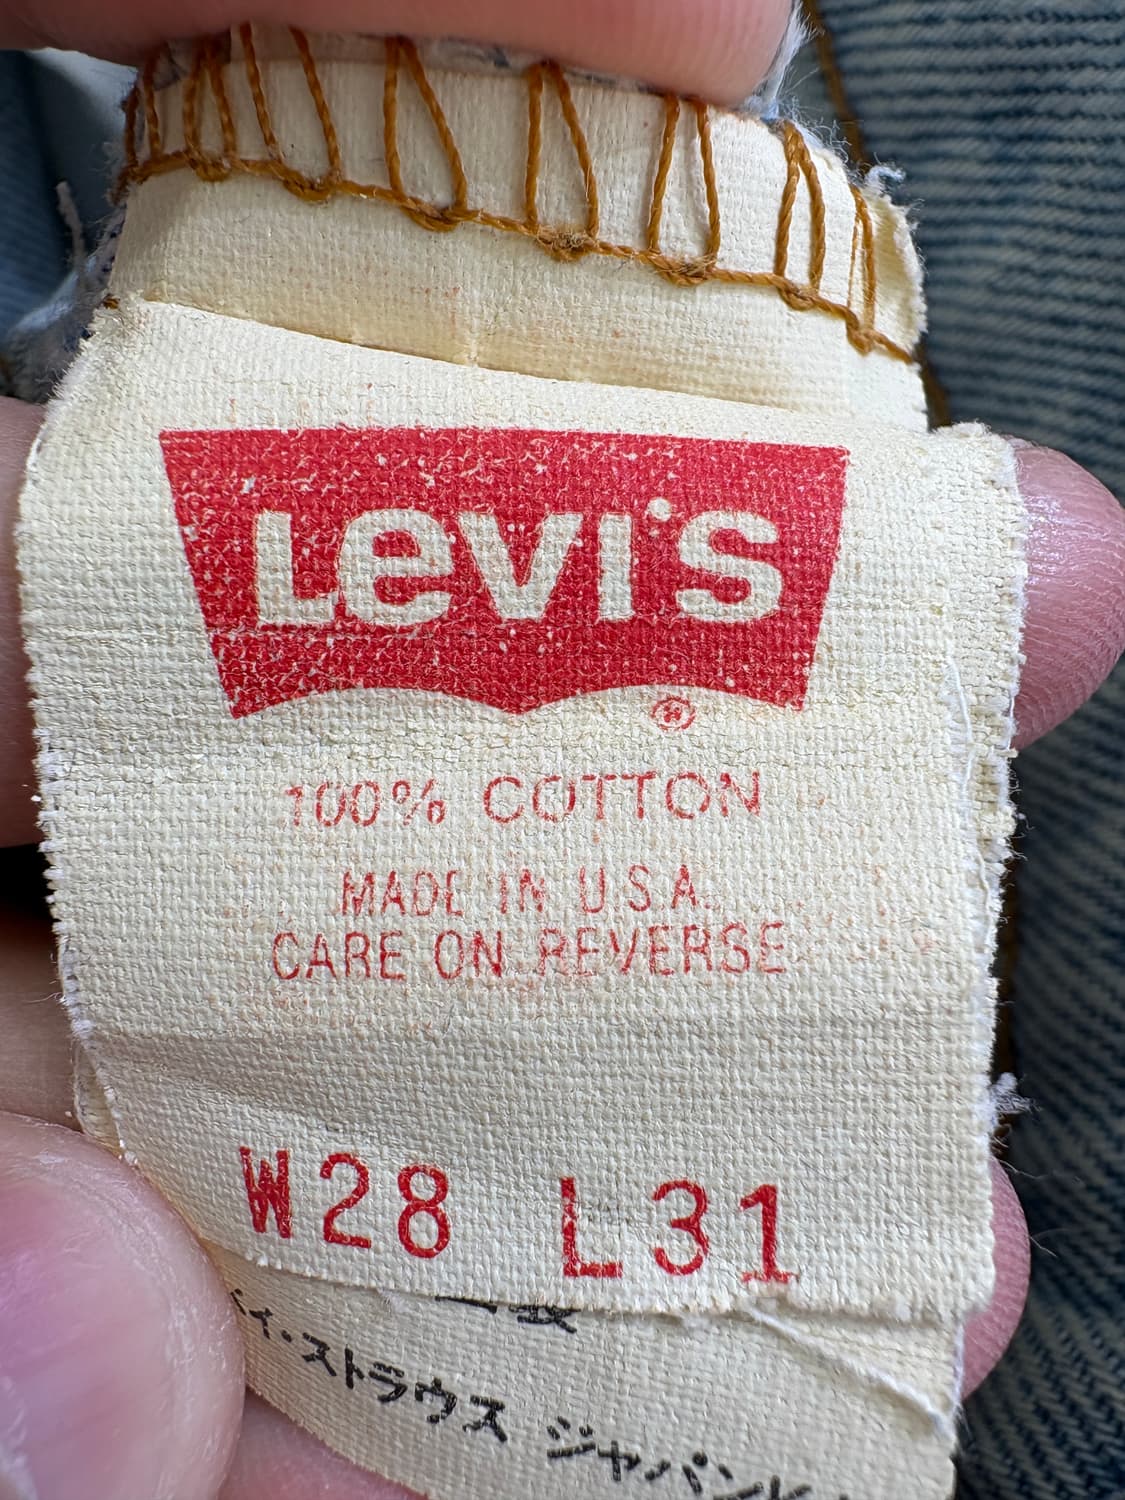 Levi's
®
100% COTTON
MADE IN U.S.A.
CARE ON REVERSE
W28 L31
イ・ストラウス ジャパン